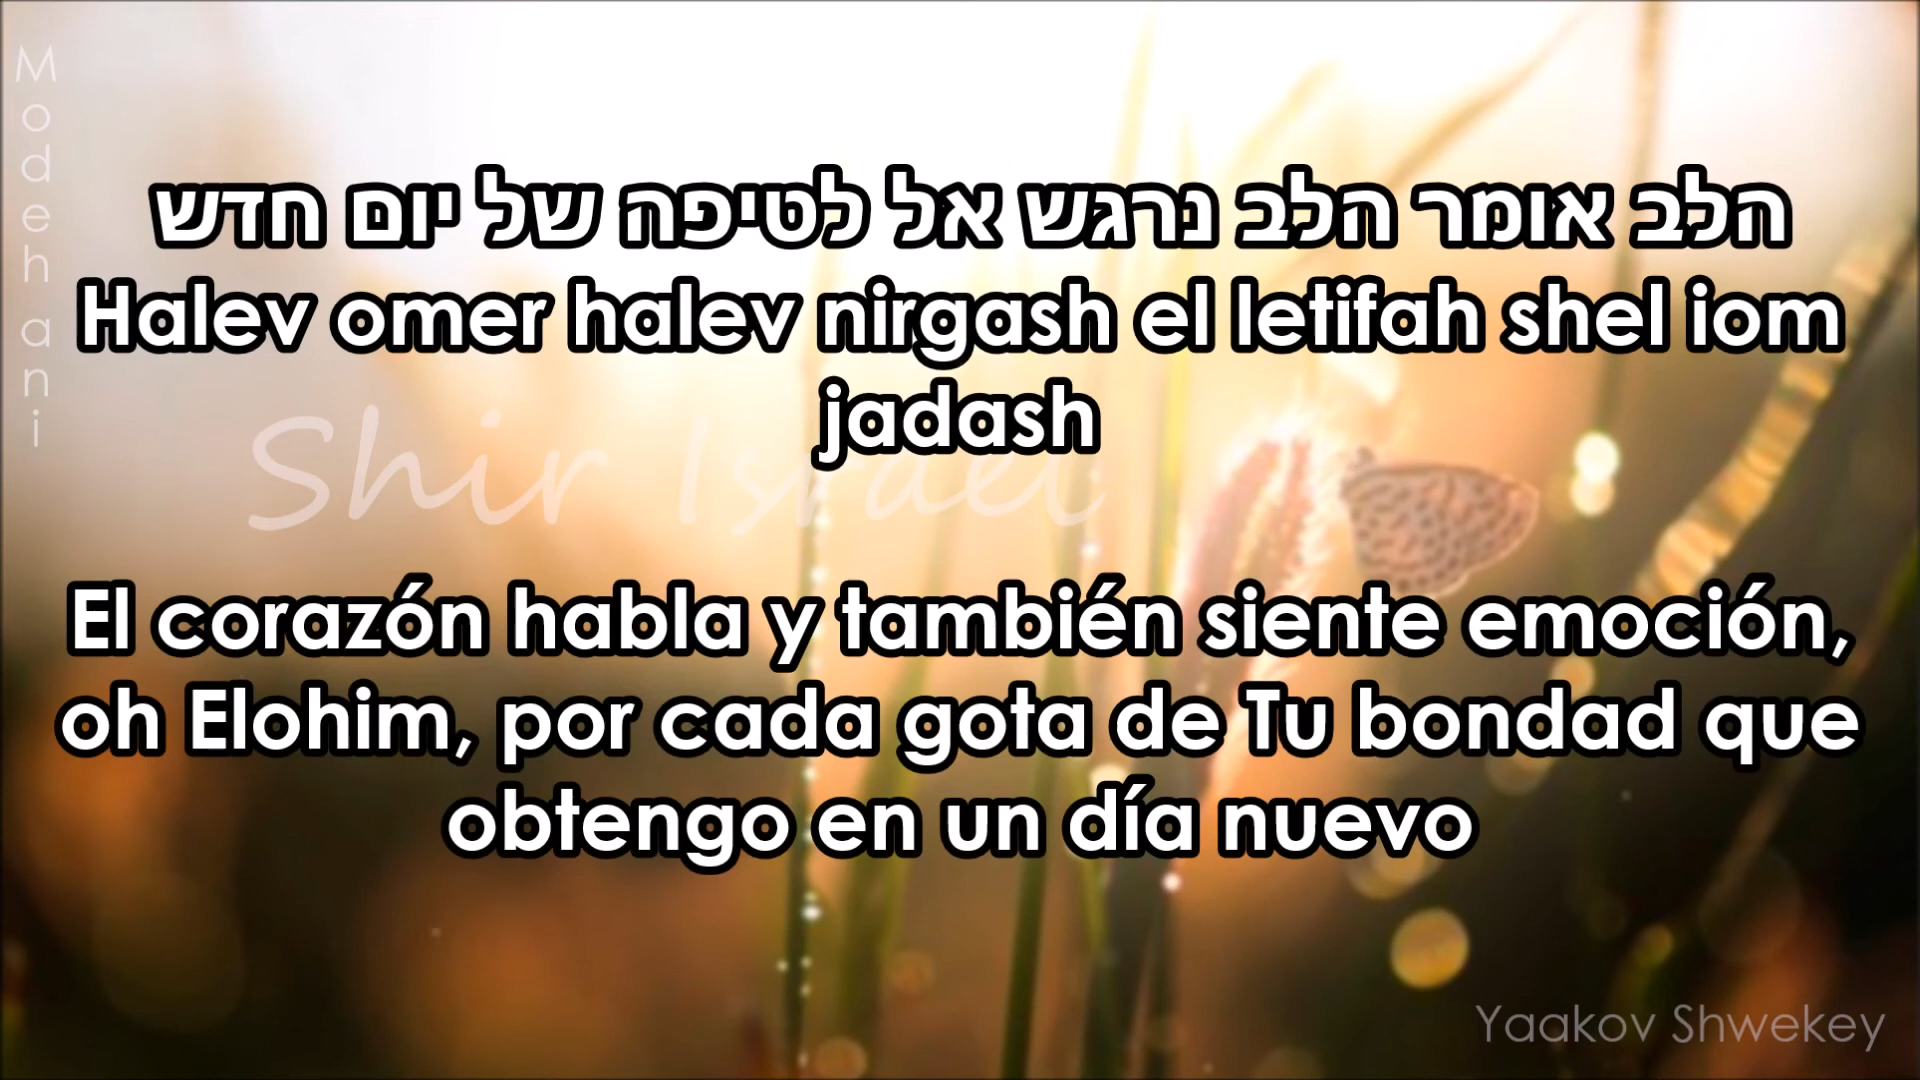 Modeh ani
הלב אומר הלב נרגש אל לטיפה של יום חדש
Halev omer halev nirgash el letifah shel iom
jadash
Shir Israel
El corazón habla y también siente emoción,
oh Elohim, por cada gota de Tu bondad que
obtengo en un día nuevo
Yaakov Shwekey